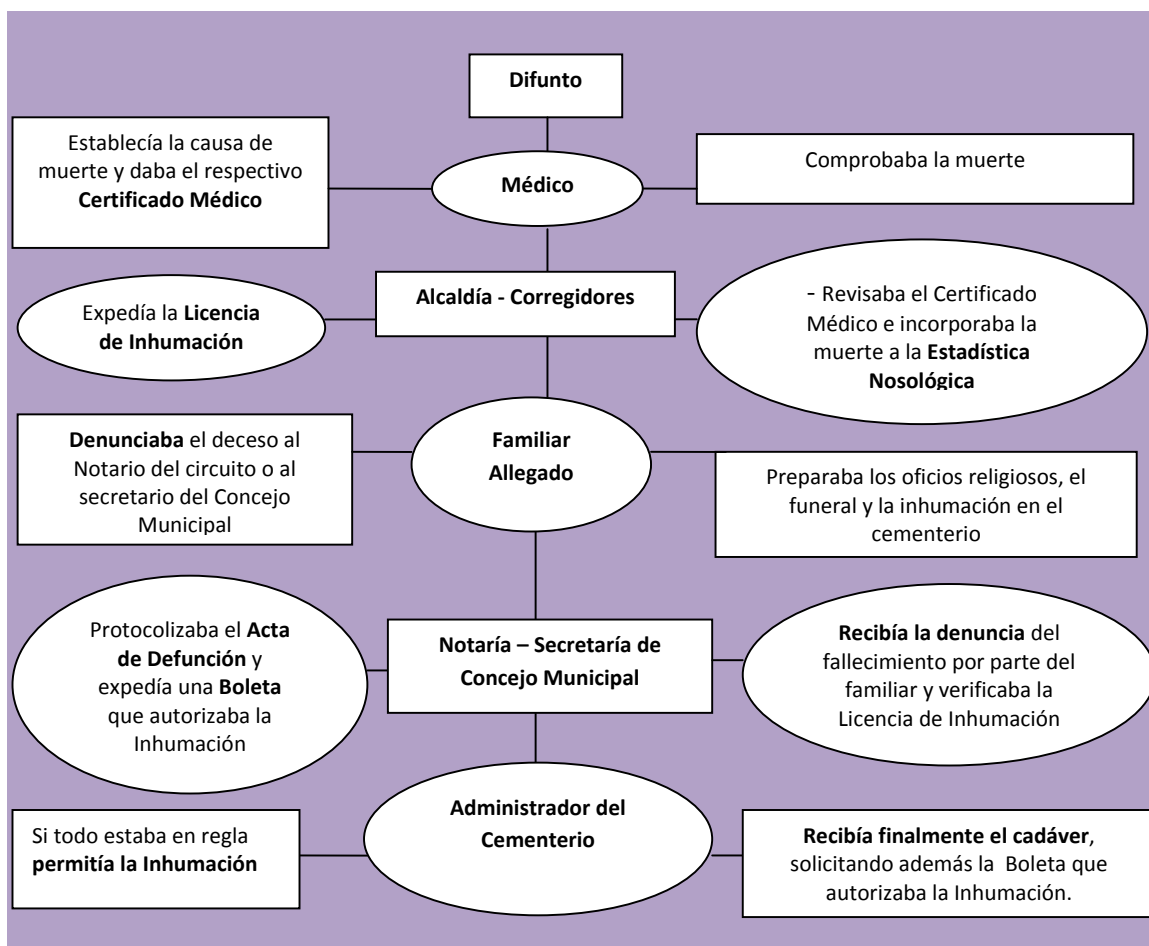 Difunto
Establecía la causa de
muerte y daba el respectivo
Certificado Médico
Médico
Comprobaba la muerte
Expedía la Licencia
de Inhumación
Alcaldía - Corregidores
- Revisaba el Certificado
Médico e incorporaba la
muerte a la Estadística
Nosológica
Denunciaba el deceso al
Notario del circuito o al
secretario del Concejo
Municipal
Familiar
Allegado
Preparaba los oficios religiosos, el
funeral y la inhumación en el
cementerio
Protocolizaba el Acta
de Defunción y
expedía una Boleta
que autorizaba la
Inhumación
Notaría – Secretaría de
Concejo Municipal
Recibía la denuncia del
fallecimiento por parte del
familiar y verificaba la
Licencia de Inhumación
Si todo estaba en regla
permitía la Inhumación
Administrador del
Cementerio
Recibía finalmente el cadáver,
solicitando además la Boleta que
autorizaba la Inhumación.